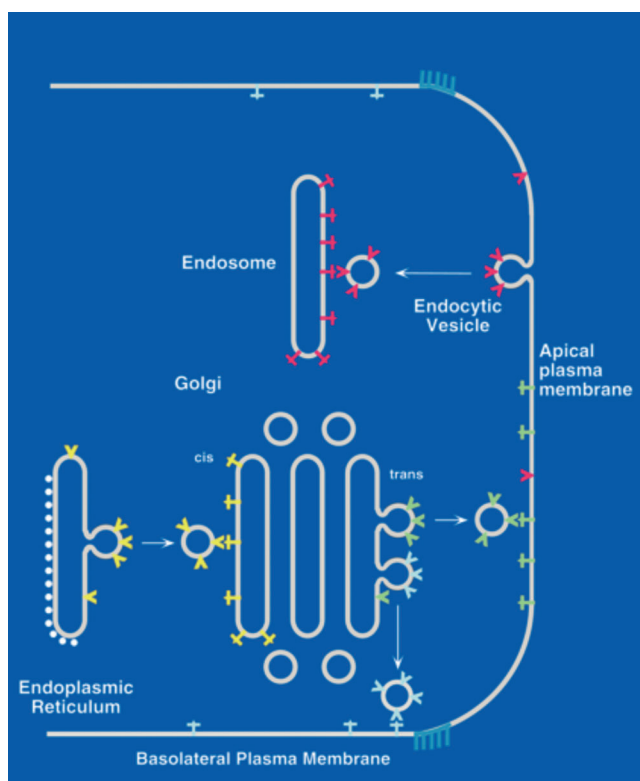 Endosome
Endocytic
Vesicle
Apical
plasma
membrane
Golgi
cis
trans
Endoplasmic
Reticulum
Basolateral Plasma Membrane